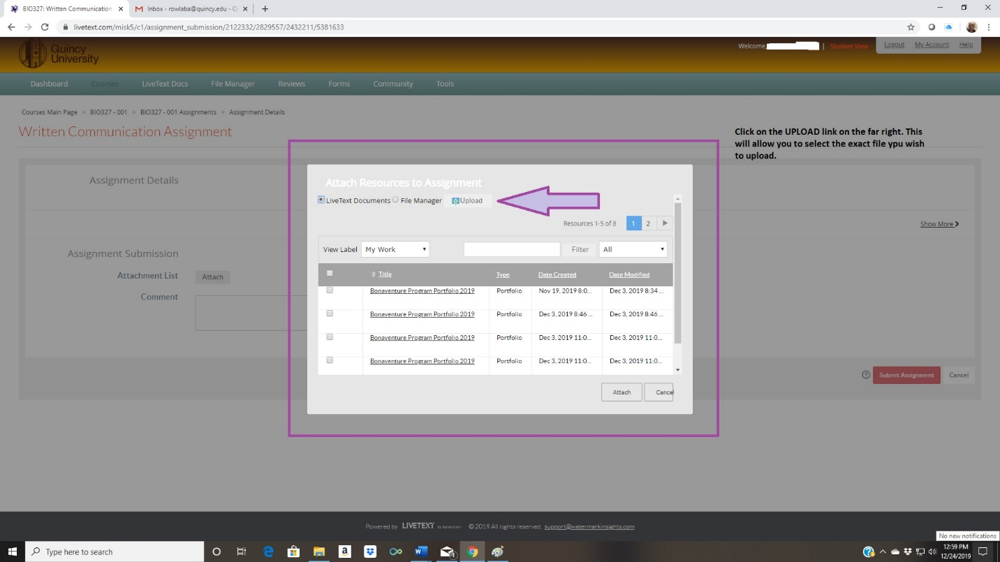 BIO327: Written Communication
Inbox - rowlaba@quincy.edu - Q
livetext.com/misk5/c1/assignment_submission/2122332/2829557/2432211/5381633
Quincy
University
Welcome, | Student View
Logout My Account Help
Dashboard Courses LiveText Docs File Manager Reviews Forms Community Tools
Courses Main Page > BIO327 - 001 > BIO327 - 001 Assignments > Assignment Details
Written Communication Assignment
Click on the UPLOAD link on the far right. This
will allow you to select the exact file ypu wish
to upload.
Assignment Details
Show More
Assignment Submission
Attachment List Attach
Comment
Attach Resources to Assignment
LiveText Documents File Manager Upload
Resources 1-5 of 8 1 2
View Label My Work Filter All
Title Type Date Created Date Modified
Bonaventure Program Portfolio 2019 Portfolio Nov 19, 2019 8:0... Dec 3, 2019 8:34 ...
Bonaventure Program Portfolio 2019 Portfolio Dec 3, 2019 8:46 ... Dec 3, 2019 8:46 ...
Bonaventure Program Portfolio 2019 Portfolio Dec 3, 2019 11:0... Dec 3, 2019 11:0...
Bonaventure Program Portfolio 2019 Portfolio Dec 3, 2019 11:0... Dec 3, 2019 11:0...
Attach Cancel
Submit Assignment Cancel
Powered by LIVETEXT © 2019 All rights reserved. support@watermarkinsights.com
No new notifications
Type here to search
12:59 PM
12/24/2019